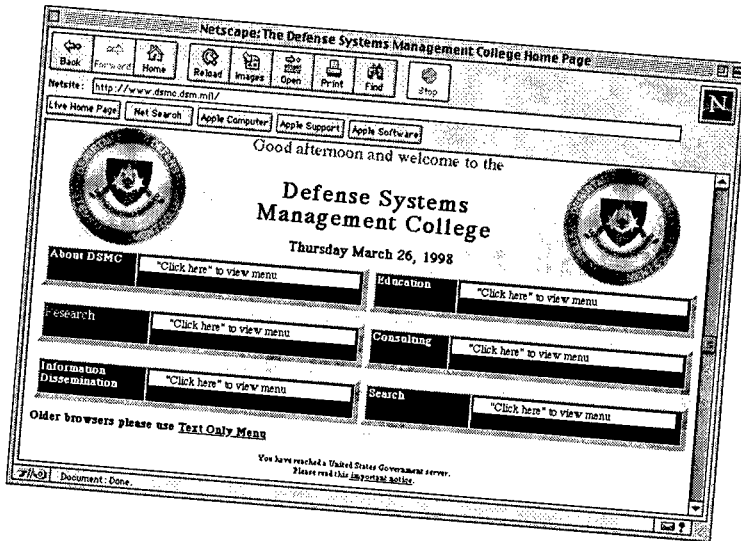 Netscape: The Defense Systems Management College Home Page
Back Forward Home Reload Images Open Print Find Stop
N
Netsite: http://www.dsmc.dsm.mil/
Live Home Page Net Search Apple Computer Apple Support Apple Software
Good afternoon and welcome to the
Defense Systems
Management College
Thursday March 26, 1998
About DSMC "Click here" to view menu
Education "Click here" to view menu
Research "Click here" to view menu
Consulting "Click here" to view menu
Information
Dissemination "Click here" to view menu
Search "Click here" to view menu
Older browsers please use Text Only Menu
You have reached a United States Government server.
Please read this important notice.
Document: Done.